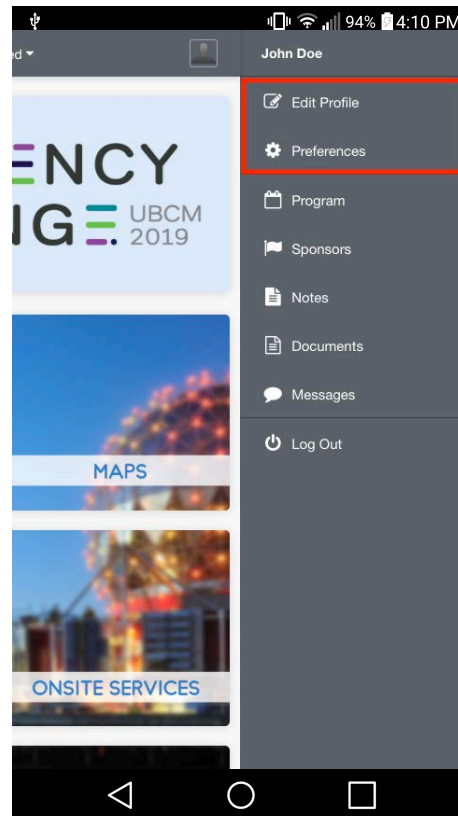 94% 4:10 PM
ed
John Doe
Edit Profile
Preferences
Program
Sponsors
Notes
Documents
Messages
Log Out
ENCY
NGE.
UBCM
2019
MAPS
ONSITE SERVICES